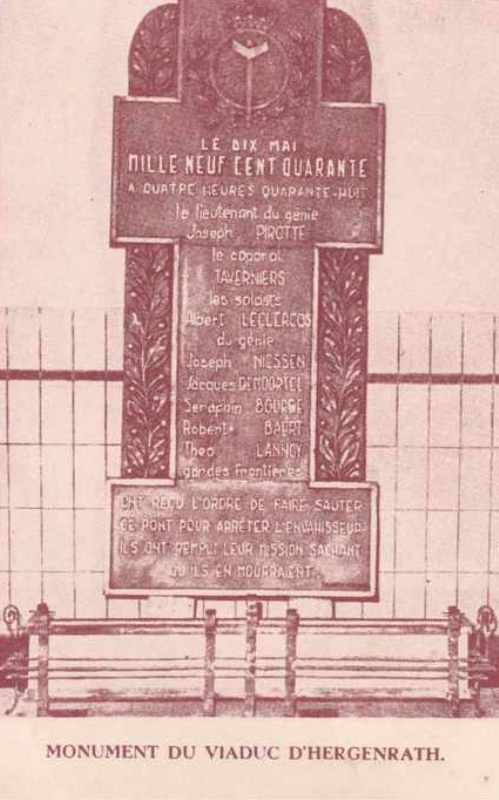 LE DIX MAI
MILLE NEUF CENT QUARANTE
A QUATRE HEURES QUARANTE-HUIT
le lieutenant du génie
Joseph PIROTTE
le caporal
TAVERNIERS
les soldats
Albert LECLERCQS
du génie
Joseph NIESSEN
Jacques DEMOORTEL
Seraphin BOURGE
Robert BAERT
Theo LANNOY
gardes frontières
ONT REÇU L'ORDRE DE FAIRE SAUTER
CE PONT POUR ARRÊTER L'ENVAHISSEUR
ILS ONT REMPLI LEUR MISSION SACHANT
QU'ILS EN MOURRAIENT.
MONUMENT DU VIADUC D'HERGENRATH.